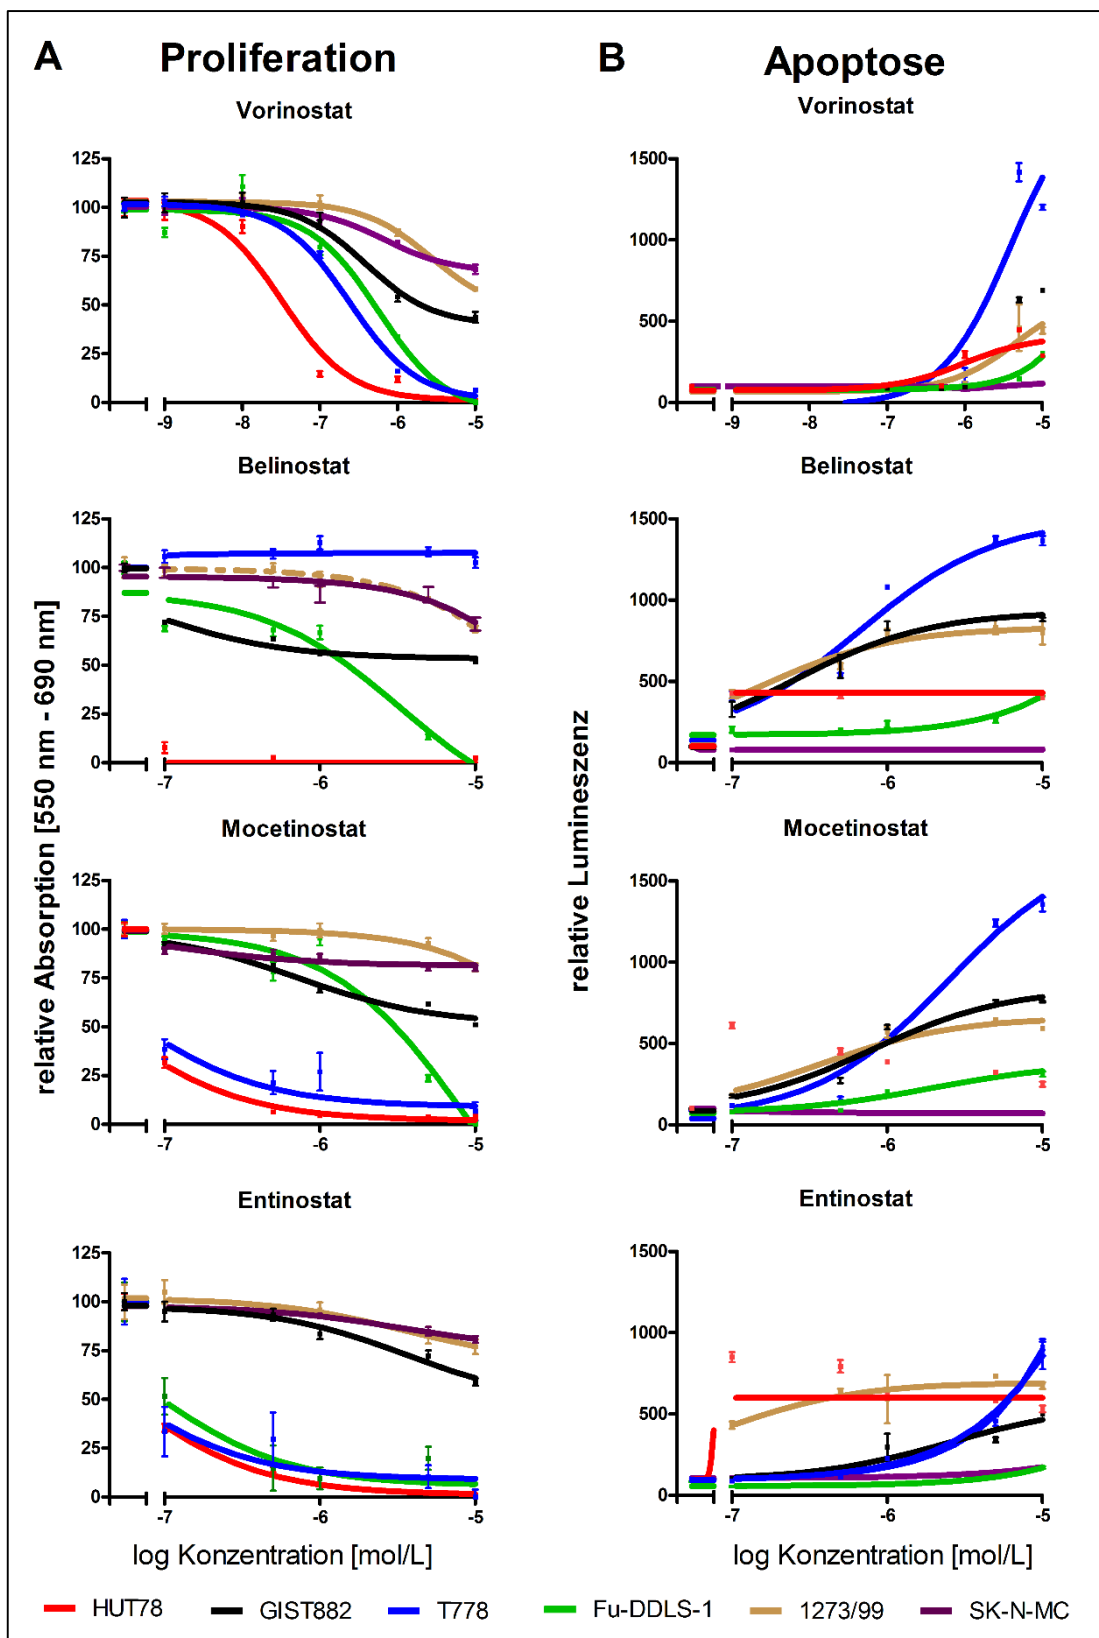 A Proliferation
B Apoptose
Vorinostat
Vorinostat
125
100
75
50
25
0
-9 -8 -7 -6 -5
1500
1000
500
0
-9 -8 -7 -6 -5
Belinostat
Belinostat
125
100
75
50
25
0
-7 -6 -5
1500
1000
500
0
-7 -6 -5
relative Absorption [550 nm - 690 nm]
relative Lumineszenz
Mocetinostat
Mocetinostat
125
100
75
50
25
0
-7 -6 -5
1500
1000
500
0
-7 -6 -5
Entinostat
Entinostat
125
100
75
50
25
0
-7 -6 -5
1500
1000
500
0
-7 -6 -5
log Konzentration [mol/L]
log Konzentration [mol/L]
HUT78 GIST882 T778 Fu-DDLS-1 1273/99 SK-N-MC